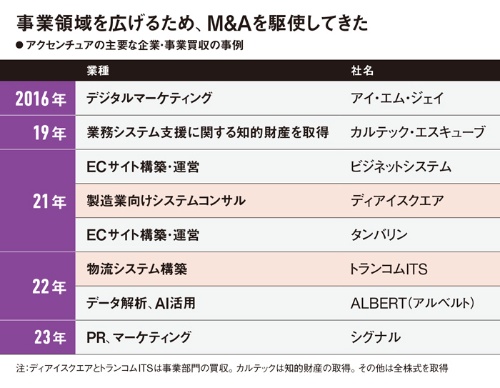 事業領域を広げるため、M&Aを駆使してきた
●アクセンチュアの主要な企業・事業買収の事例
業種 社名
2016年 デジタルマーケティング アイ・エム・ジェイ
19年 業務システム支援に関する知的財産を取得 カルテック・エスキューブ
21年 ECサイト構築・運営 ビジネットシステム
製造業向けシステムコンサル ディアイスクエア
ECサイト構築・運営 タンバリン
22年 物流システム構築 トランコムITS
データ解析、AI活用 ALBERT(アルベルト)
23年 PR、マーケティング シグナル
注:ディアイスクエアとトランコムITSは事業部門の買収。カルテックは知的財産の取得。その他は全株式を取得